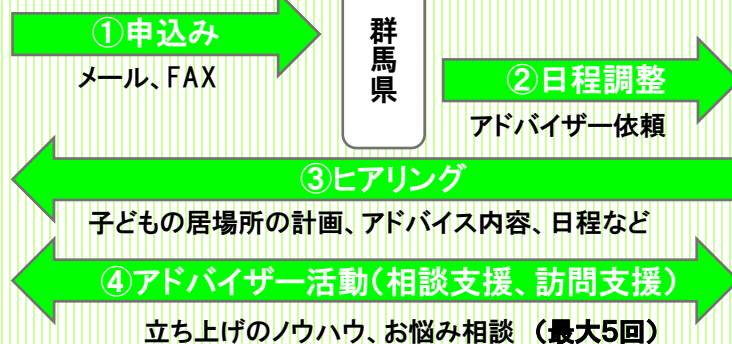 ①申込み
メール、FAX
群馬県
②日程調整
アドバイザー依頼
③ヒアリング
子どもの居場所の計画、アドバイス内容、日程など
④アドバイザー活動(相談支援、訪問支援)
立ち上げのノウハウ、お悩み相談 (最大5回)